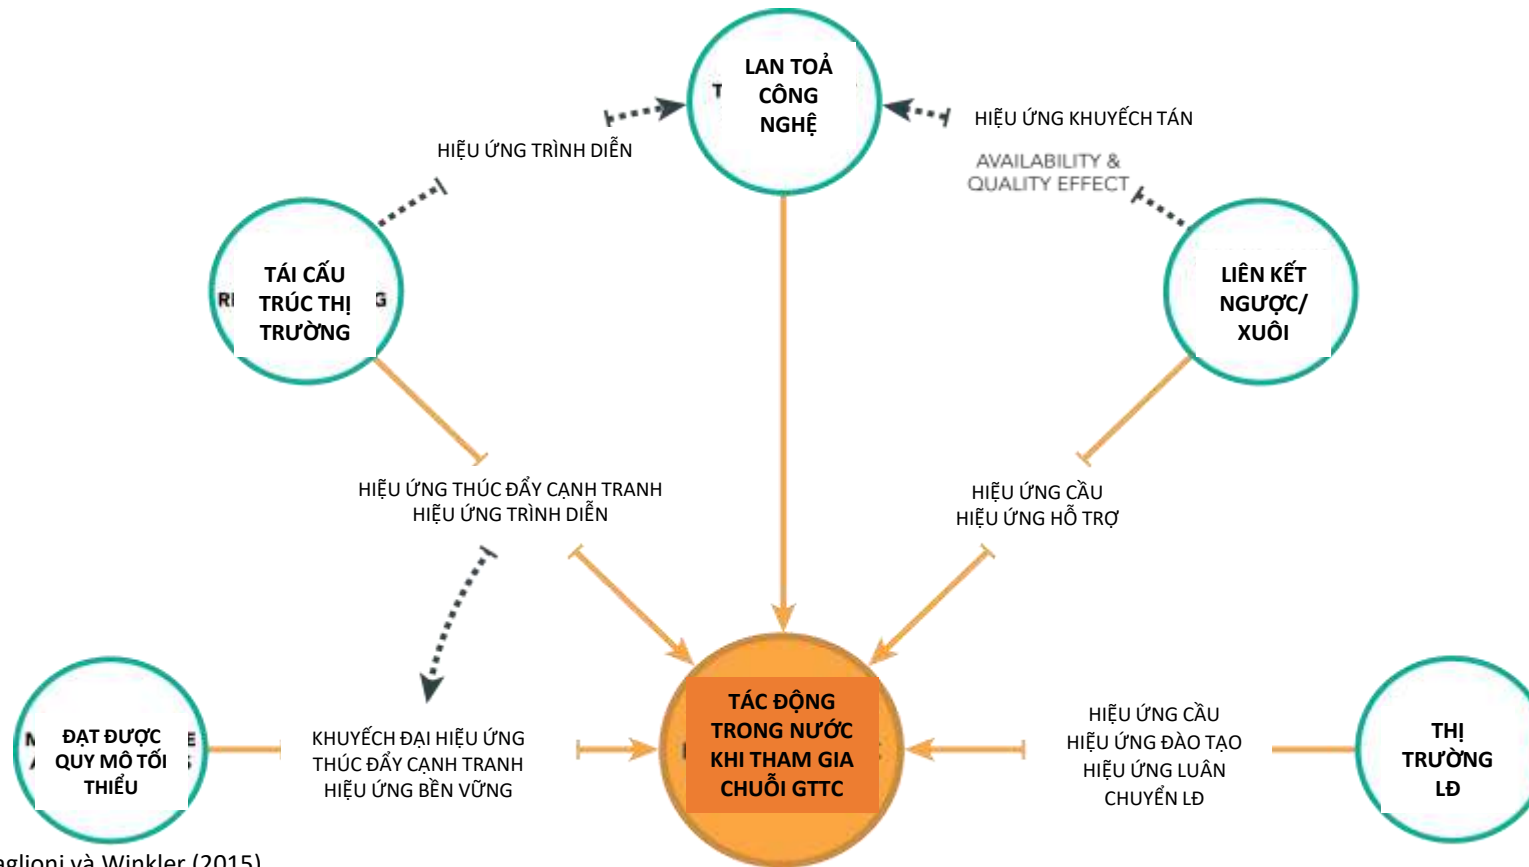 LAN TOẢ
CÔNG
NGHỆ
HIỆU ỨNG KHUYẾCH TÁN
HIỆU ỨNG TRÌNH DIỄN
AVAILABILITY &
QUALITY EFFECT
TÁI CẤU
TRÚC THỊ
TRƯỜNG
LIÊN KẾT
NGƯỢC/
XUÔI
HIỆU ỨNG THÚC ĐẨY CẠNH TRANH
HIỆU ỨNG TRÌNH DIỄN
HIỆU ỨNG CẦU
HIỆU ỨNG HỖ TRỢ
ĐẠT ĐƯỢC
QUY MÔ TỐI
THIỂU
KHUYẾCH ĐẠI HIỆU ỨNG
THÚC ĐẨY CẠNH TRANH
HIỆU ỨNG BỀN VỮNG
TÁC ĐỘNG
TRONG NƯỚC
KHI THAM GIA
CHUỖI GTTC
HIỆU ỨNG CẦU
HIỆU ỨNG ĐÀO TẠO
HIỆU ỨNG LUÂN
CHUYỂN LĐ
THỊ
TRƯỜNG
LĐ
và Winkler (2015)